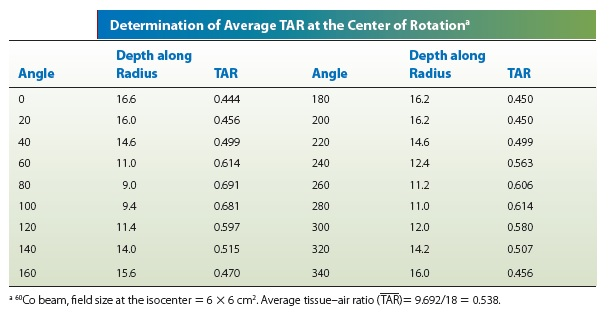 Determination of Average TAR at the Center of Rotationᵃ
Angle Depth along Radius TAR Angle Depth along Radius TAR
0 16.6 0.444 180 16.2 0.450
20 16.0 0.456 200 16.2 0.450
40 14.6 0.499 220 14.6 0.499
60 11.0 0.614 240 12.4 0.563
80 9.0 0.691 260 11.2 0.606
100 9.4 0.681 280 11.0 0.614
120 11.4 0.597 300 12.0 0.580
140 14.0 0.515 320 14.2 0.507
160 15.6 0.470 340 16.0 0.456
ᵃ ⁶⁰Co beam, field size at the isocenter = 6 × 6 cm². Average tissue–air ratio (T̅A̅R̅)= 9.692/18 = 0.538.